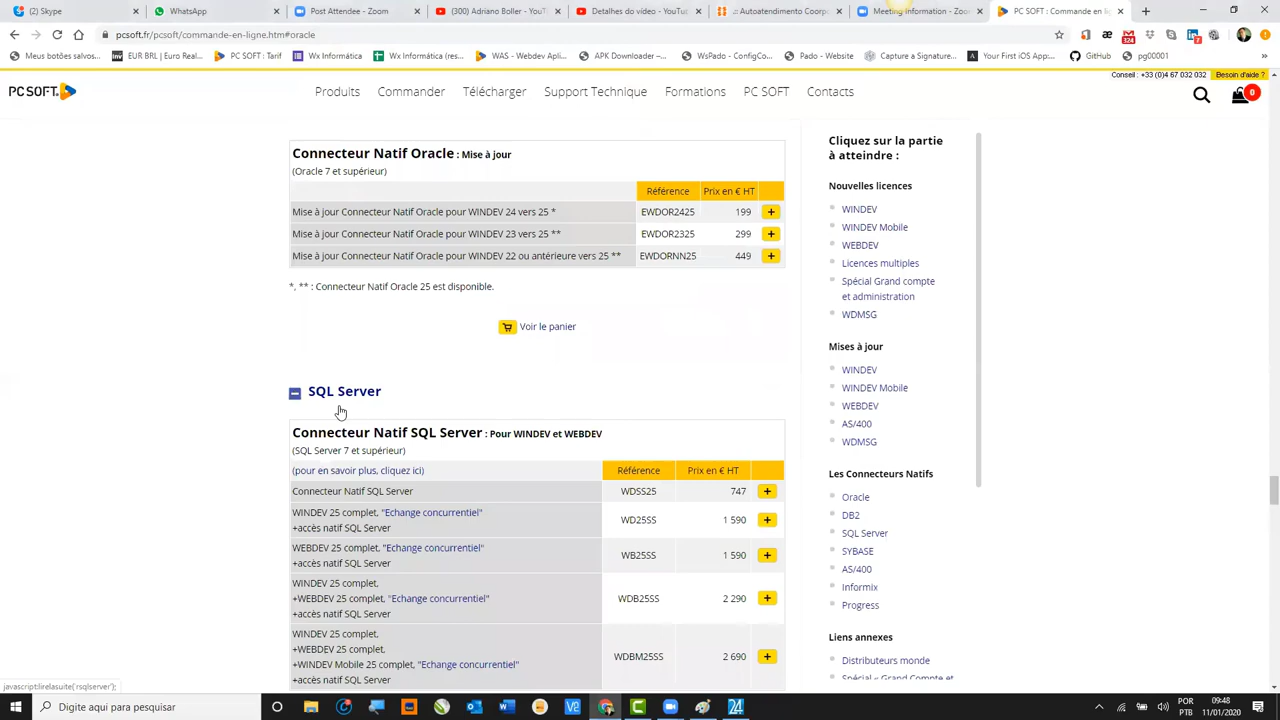 (2) Skype
WhatsApp
Post Attendee - Zoom
(300) Adriano Boller - YouT
Detalhes do vídeo - YouTu
:: Autoatendimento Coorp
Meeting Information - Zoo
PC SOFT : Commande en lig
pcsoft.fr/pcsoft/commande-en-ligne.htm#oracle
324
7
Meus botões salvos...
EUR BRL | Euro Real...
PC SOFT : Tarif
Wx Informática
Wx Informática (res...
WAS - Webdev Aplic...
APK Downloader –...
WsPado - ConfigCo...
Pado - Website
Capture a Signature...
Your First iOS App:...
GitHub
pg00001
»
Conseil : +33 (0)4 67 032 032
Besoin d'aide ?
PC SOFT
Produits
Commander
Télécharger
Support Technique
Formations
PC SOFT
Contacts
0
Connecteur Natif Oracle : Mise à jour
(Oracle 7 et supérieur)
Référence
Prix en € HT
Mise à jour Connecteur Natif Oracle pour WINDEV 24 vers 25 *
EWDOR2425
199
+
Mise à jour Connecteur Natif Oracle pour WINDEV 23 vers 25 **
EWDOR2325
299
+
Mise à jour Connecteur Natif Oracle pour WINDEV 22 ou antérieure vers 25 **
EWDORNN25
449
+
*, ** : Connecteur Natif Oracle 25 est disponible.
Voir le panier
SQL Server
Connecteur Natif SQL Server : Pour WINDEV et WEBDEV
(SQL Server 7 et supérieur)
(pour en savoir plus, cliquez ici)
Référence
Prix en € HT
Connecteur Natif SQL Server
WDSS25
747
+
WINDEV 25 complet, "Echange concurrentiel"
+accès natif SQL Server
WD25SS
1 590
+
WEBDEV 25 complet, "Echange concurrentiel"
+accès natif SQL Server
WB25SS
1 590
+
WINDEV 25 complet,
+WEBDEV 25 complet, "Echange concurrentiel"
+accès natif SQL Server
WDB25SS
2 290
+
WINDEV 25 complet,
+WEBDEV 25 complet,
+WINDEV Mobile 25 complet, "Echange concurrentiel"
+accès natif SQL Server
WDBM25SS
2 690
+
Cliquez sur la partie
à atteindre :
Nouvelles licences
WINDEV
WINDEV Mobile
WEBDEV
Licences multiples
Spécial Grand compte
et administration
WDMSG
Mises à jour
WINDEV
WINDEV Mobile
WEBDEV
AS/400
WDMSG
Les Connecteurs Natifs
Oracle
DB2
SQL Server
SYBASE
AS/400
Informix
Progress
Liens annexes
Distributeurs monde
Spécial « Grand Compte et
javascript:lirelasuite('rsqlserver');
Digite aqui para pesquisar
24
POR
PTB
09:48
11/01/2020